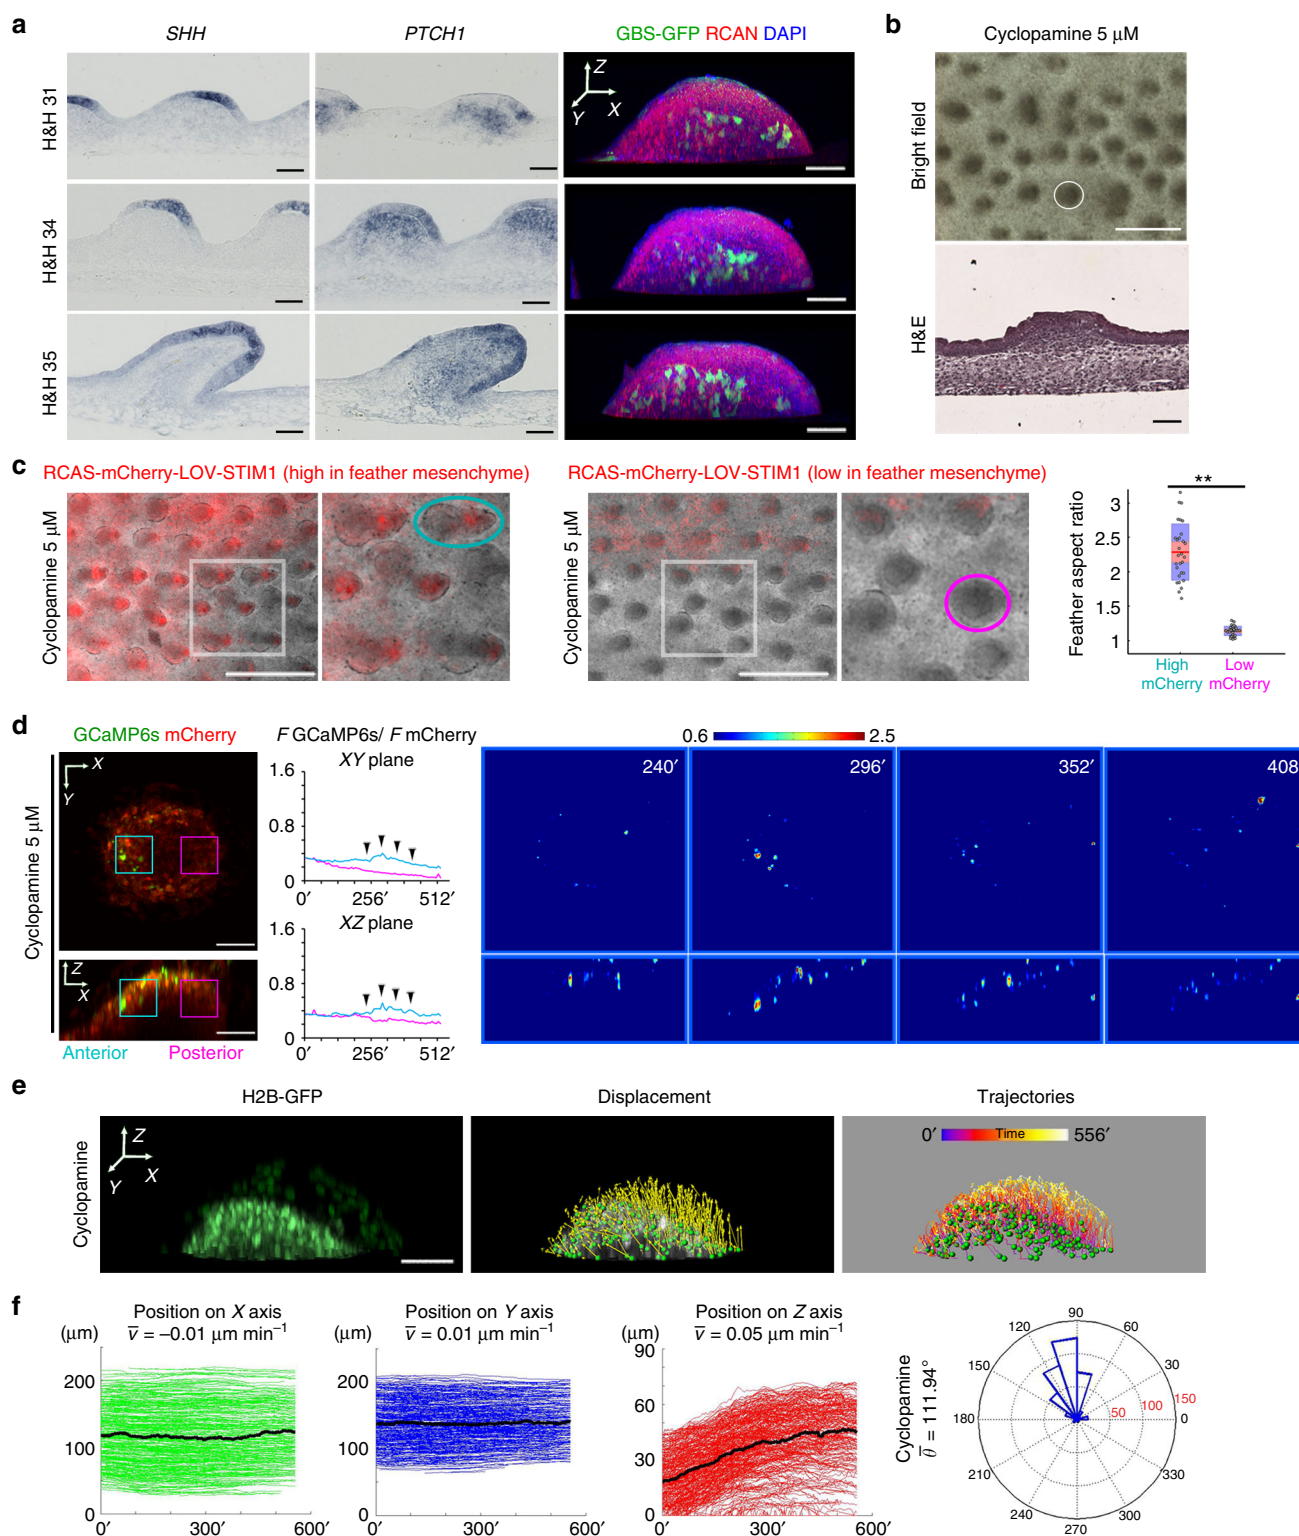 a
SHH
PTCH1
GBS-GFP RCAN DAPI
H&H 31
Z
X
Y
H&H 34
H&H 35
b
Cyclopamine 5 μM
Bright field
H&E
c
RCAS-mCherry-LOV-STIM1 (high in feather mesenchyme)
RCAS-mCherry-LOV-STIM1 (low in feather mesenchyme)
Cyclopamine 5 μM
Cyclopamine 5 μM
Feather aspect ratio
**
3
2.5
2
1.5
1
High mCherry
Low mCherry
d
GCaMP6s mCherry
F GCaMP6s/ F mCherry
0.6
2.5
Cyclopamine 5 μM
X
Y
XY plane
1.6
0.8
0
0′ 256′ 512′
240′
296′
352′
408
Z
X
XZ plane
1.6
0.8
0
0′ 256′ 512′
Anterior
Posterior
e
H2B-GFP
Displacement
Trajectories
Cyclopamine
Z
X
Y
0′ Time 556′
f
Position on X axis
v̅ = −0.01 μm min⁻¹
(μm)
200
100
0
0′ 300′ 600′
Position on Y axis
v̅ = 0.01 μm min⁻¹
(μm)
200
100
0
0′ 300′ 600′
Position on Z axis
v̅ = 0.05 μm min⁻¹
(μm)
90
60
30
0
0′ 300′ 600′
Cyclopamine
θ̅ = 111.94°
90
120
60
150
30
180
0
50
100
150
210
330
240
300
270